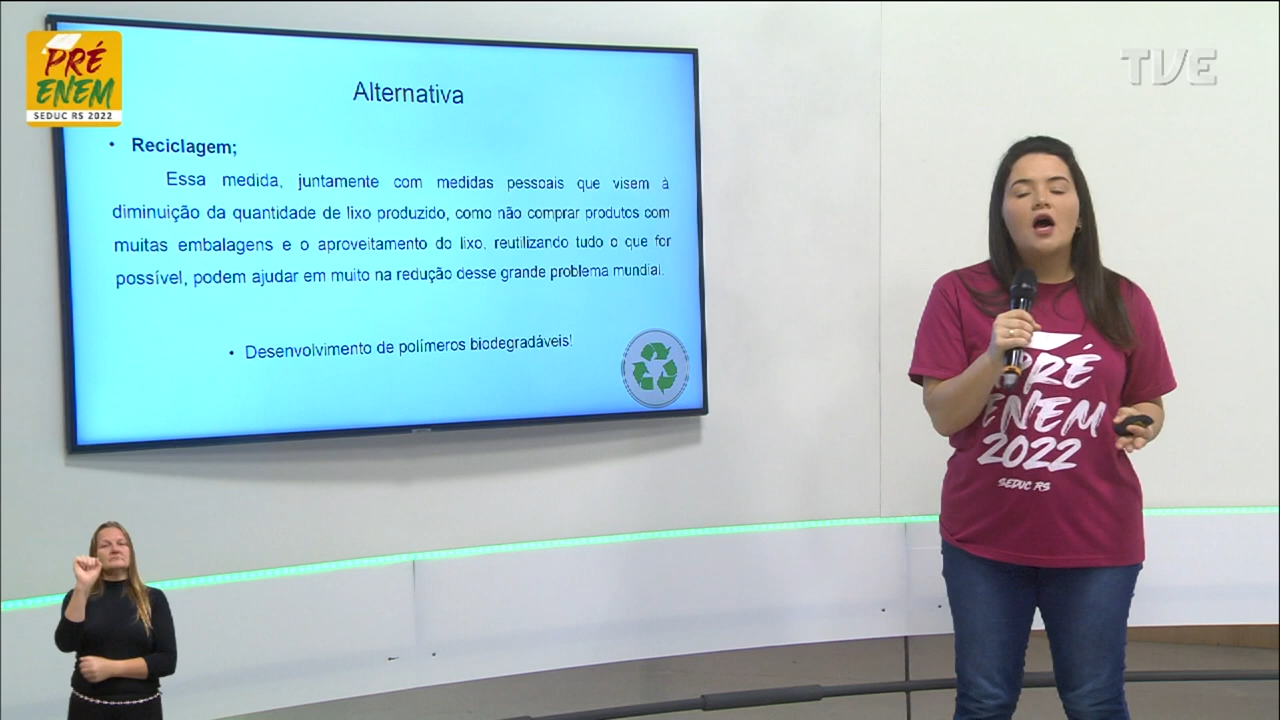 PRÉ
ENEM
SEDUC RS 2022
TVE
Alternativa
• Reciclagem;
Essa medida, juntamente com medidas pessoais que visem à
diminuição da quantidade de lixo produzido, como não comprar produtos com
muitas embalagens e o aproveitamento do lixo, reutilizando tudo o que for
possível, podem ajudar em muito na redução desse grande problema mundial.
• Desenvolvimento de polímeros biodegradáveis!
PRÉ
ENEM
2022
SEDUC RS